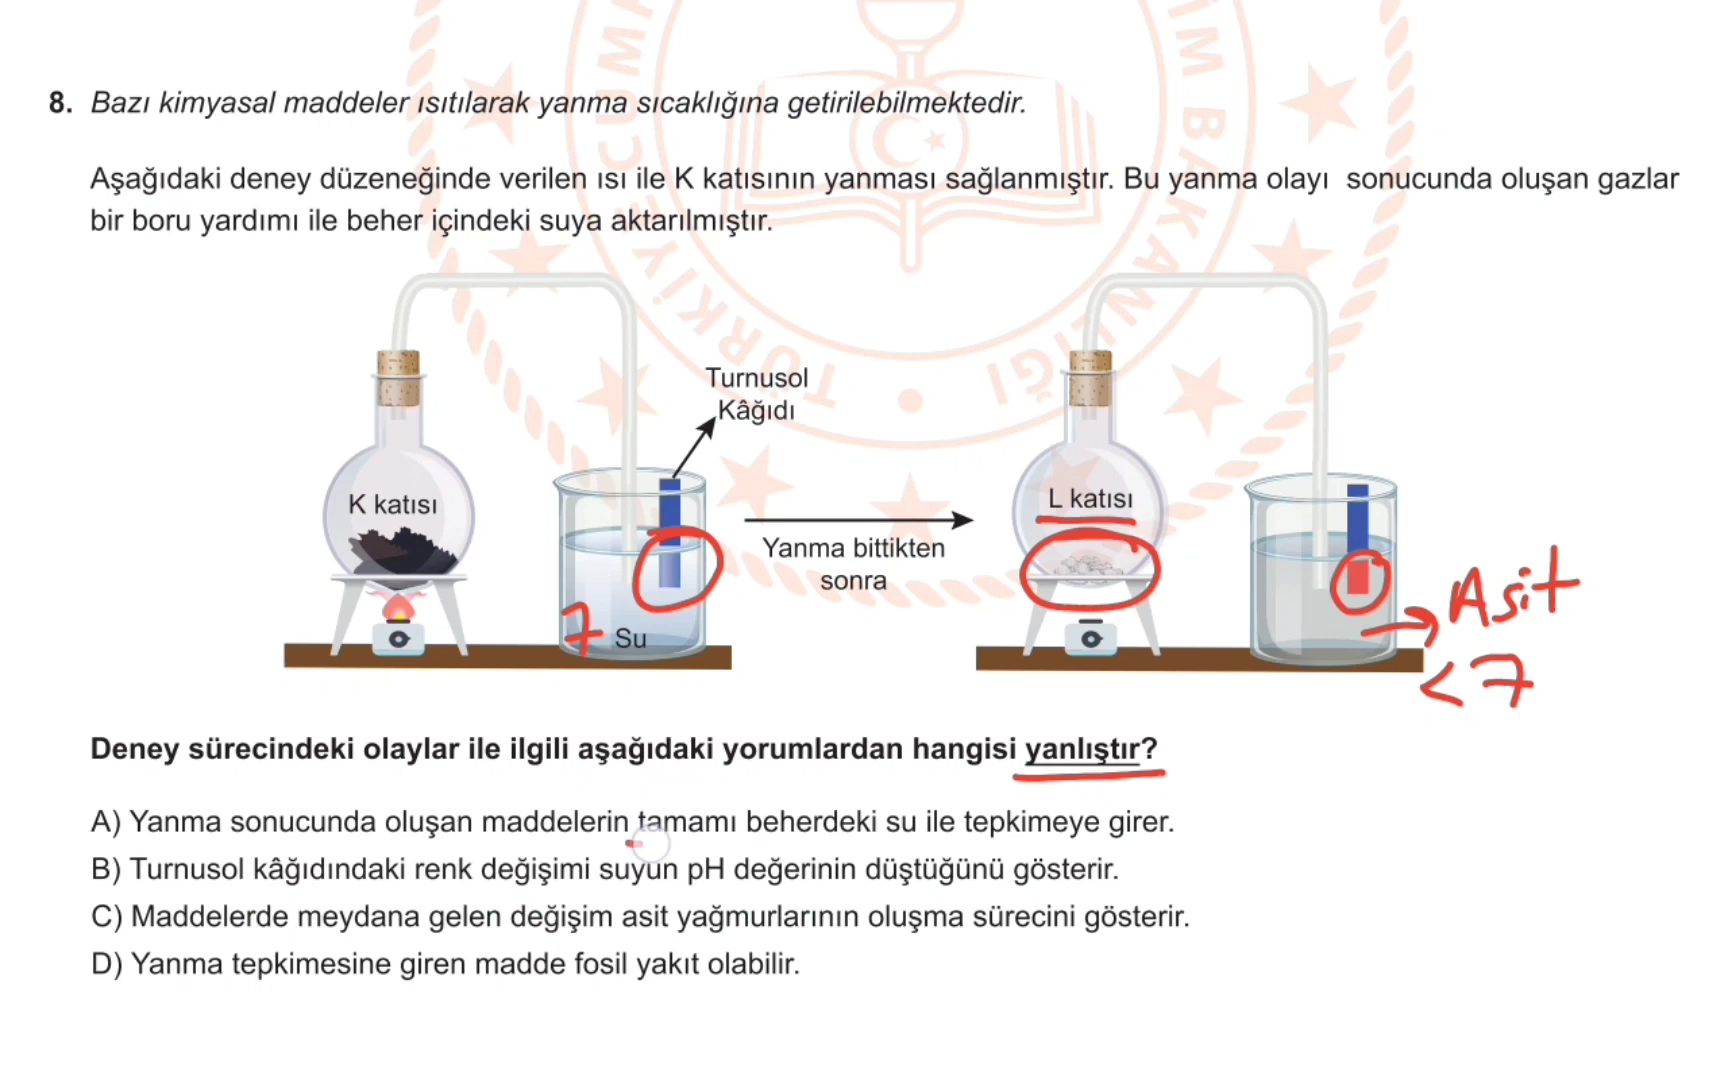 8. Bazı kimyasal maddeler ısıtılarak yanma sıcaklığına getirilebilmektedir.
Aşağıdaki deney düzeneğinde verilen ısı ile K katısının yanması sağlanmıştır. Bu yanma olayı sonucunda oluşan gazlar
bir boru yardımı ile beher içindeki suya aktarılmıştır.
Turnusol
Kâğıdı
K katısı
L katısı
Yanma bittikten
sonra
7 Su
Asit
<7
Deney sürecindeki olaylar ile ilgili aşağıdaki yorumlardan hangisi yanlıştır?
A) Yanma sonucunda oluşan maddelerin tamamı beherdeki su ile tepkimeye girer.
B) Turnusol kâğıdındaki renk değişimi suyun pH değerinin düştüğünü gösterir.
C) Maddelerde meydana gelen değişim asit yağmurlarının oluşma sürecini gösterir.
D) Yanma tepkimesine giren madde fosil yakıt olabilir.